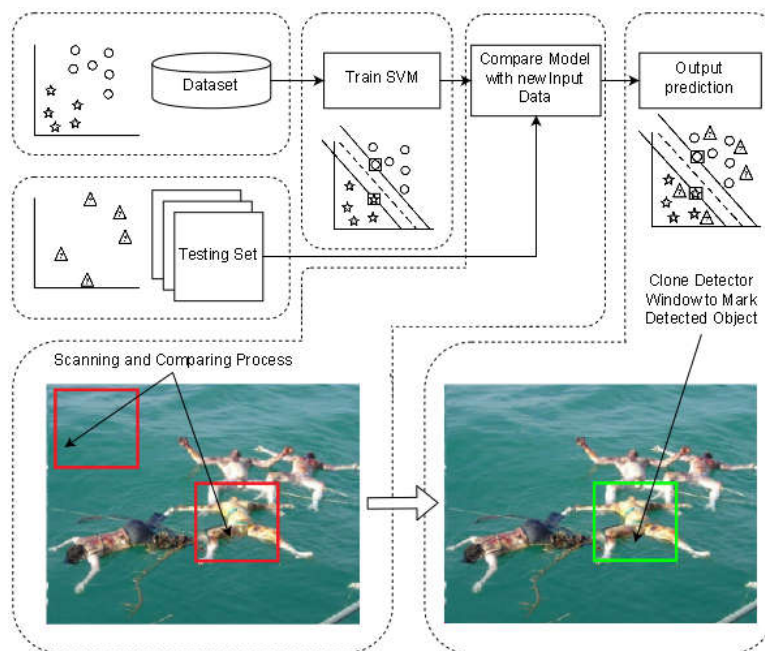 Dataset
Train SVM
Compare Model
with new Input
Data
Output
prediction
Testing Set
Clone Detector
Window to Mark
Detected Object
Scanning and Comparing Process